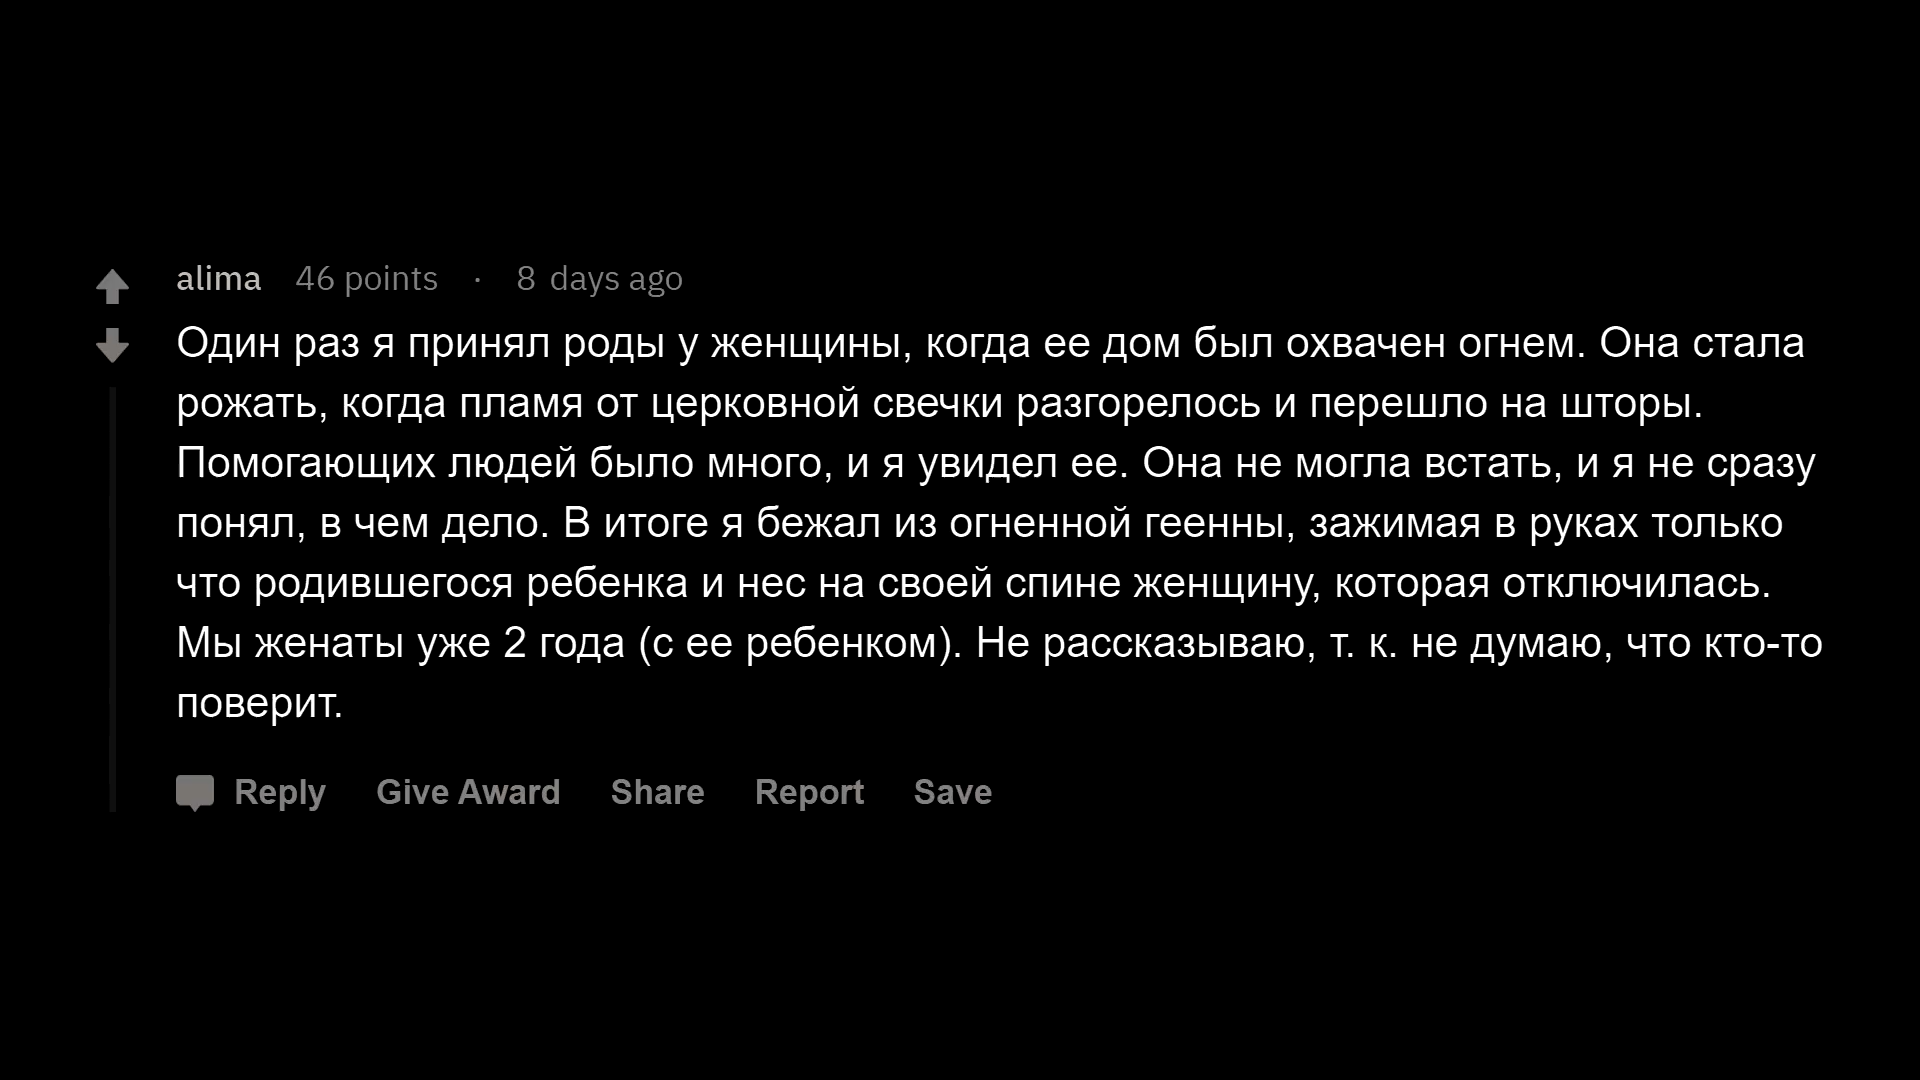 alima 46 points · 8 days ago
Один раз я принял роды у женщины, когда ее дом был охвачен огнем. Она стала
рожать, когда пламя от церковной свечки разгорелось и перешло на шторы.
Помогающих людей было много, и я увидел ее. Она не могла встать, и я не сразу
понял, в чем дело. В итоге я бежал из огненной геенны, зажимая в руках только
что родившегося ребенка и нес на своей спине женщину, которая отключилась.
Мы женаты уже 2 года (с ее ребенком). Не рассказываю, т. к. не думаю, что кто-то
поверит.
Reply Give Award Share Report Save